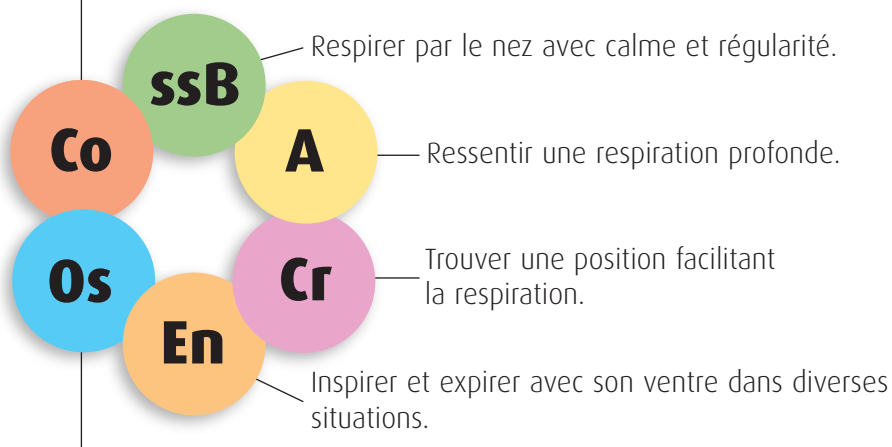 ssB
Respirer par le nez avec calme et régularité.
Co
A
Ressentir une respiration profonde.
Os
Cr
Trouver une position facilitant
la respiration.
En
Inspirer et expirer avec son ventre dans diverses
situations.